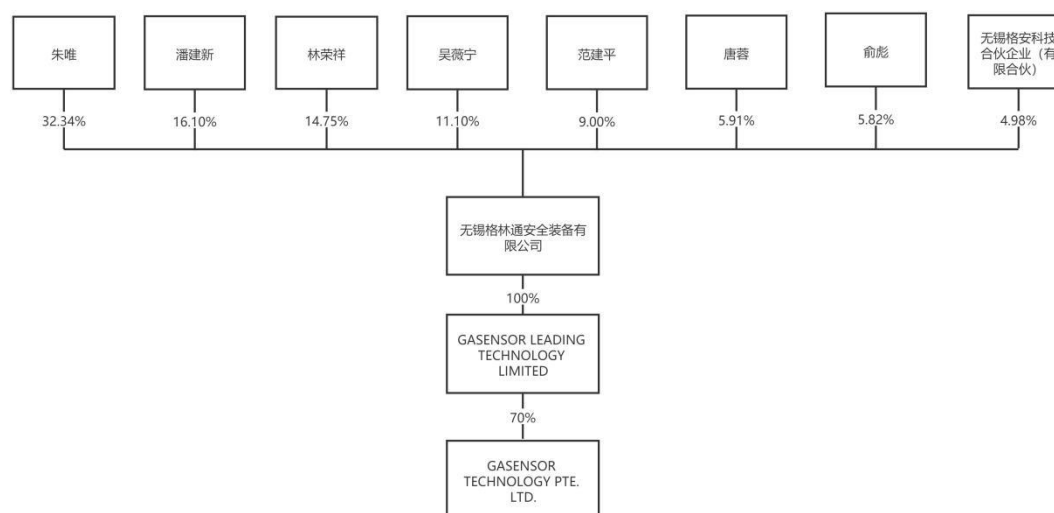 朱唯
潘建新
林荣祥
吴薇宁
范建平
唐蓉
俞彪
无锡格安科技
合伙企业（有
限合伙）
32.34%
16.10%
14.75%
11.10%
9.00%
5.91%
5.82%
4.98%
无锡格林通安全装备有
限公司
100%
GASENSOR LEADING
TECHNOLOGY
LIMITED
70%
GASENSOR
TECHNOLOGY PTE.
LTD.